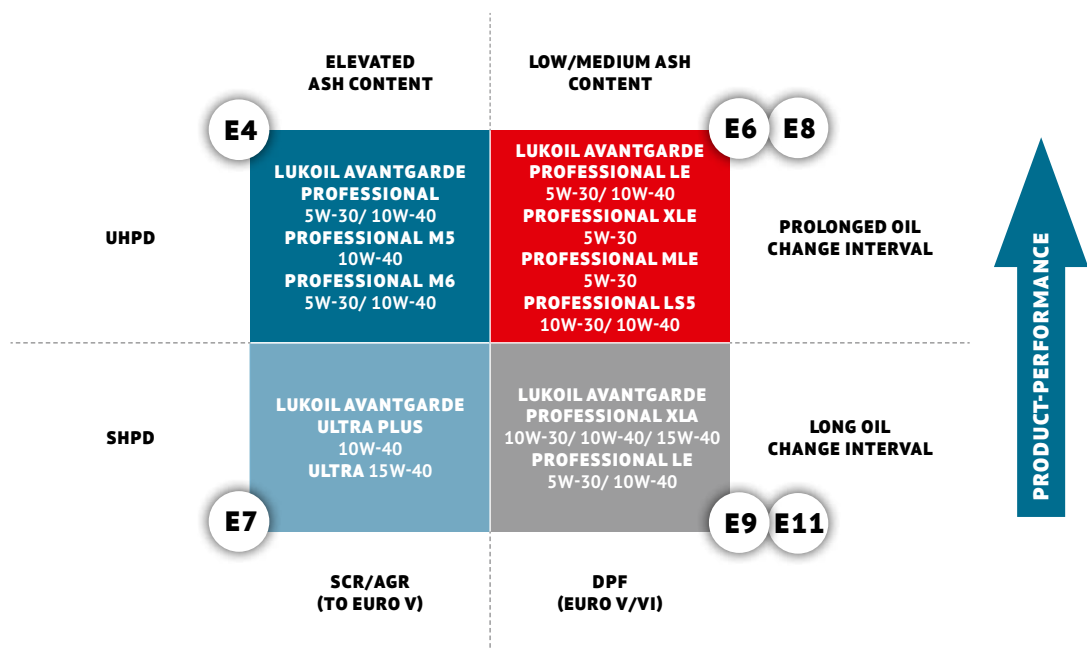 ELEVATED
ASH CONTENT
LOW/MEDIUM ASH
CONTENT
E4
E6
E8
UHPD
LUKOIL AVANTGARDE
PROFESSIONAL
5W-30/ 10W-40
PROFESSIONAL M5
10W-40
PROFESSIONAL M6
5W-30/ 10W-40
LUKOIL AVANTGARDE
PROFESSIONAL LE
5W-30/ 10W-40
PROFESSIONAL XLE
5W-30
PROFESSIONAL MLE
5W-30
PROFESSIONAL LS5
10W-30/ 10W-40
PROLONGED OIL
CHANGE INTERVAL
PRODUCT-PERFORMANCE
SHPD
LUKOIL AVANTGARDE
ULTRA PLUS
10W-40
ULTRA 15W-40
LUKOIL AVANTGARDE
PROFESSIONAL XLA
10W-30/ 10W-40/ 15W-40
PROFESSIONAL LE
5W-30/ 10W-40
LONG OIL
CHANGE INTERVAL
E7
E9
E11
SCR/AGR
(TO EURO V)
DPF
(EURO V/VI)